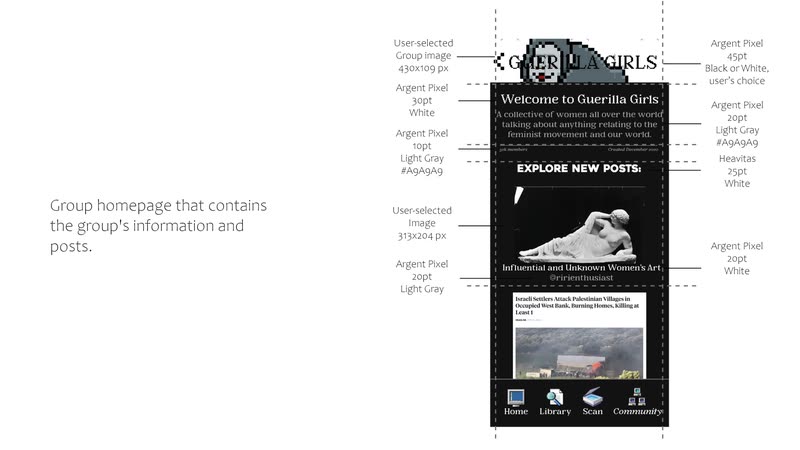 Group homepage that contains
the group's information and
posts.
User-selected
Group image
430x109 px
Argent Pixel
30pt
White
Argent Pixel
10pt
Light Gray
#A9A9A9
User-selected
Image
313x204 px
Argent Pixel
20pt
Light Gray
GUERILLA GIRLS
Welcome to Guerilla Girls
A collective of women all over the world
talking about anything relating to the
feminist movement and our world.
members
Created December
EXPLORE NEW POSTS:
Influential and Unknown Women's Art
@ririenthusiast
Israeli Settlers Attack Palestinian Villages in
Occupied West Bank, Burning Homes, Killing at
Least 1
Home Library Scan Community
Argent Pixel
45pt
Black or White,
user's choice
Argent Pixel
20pt
Light Gray
#A9A9A9
Heavitas
25pt
White
Argent Pixel
20pt
White